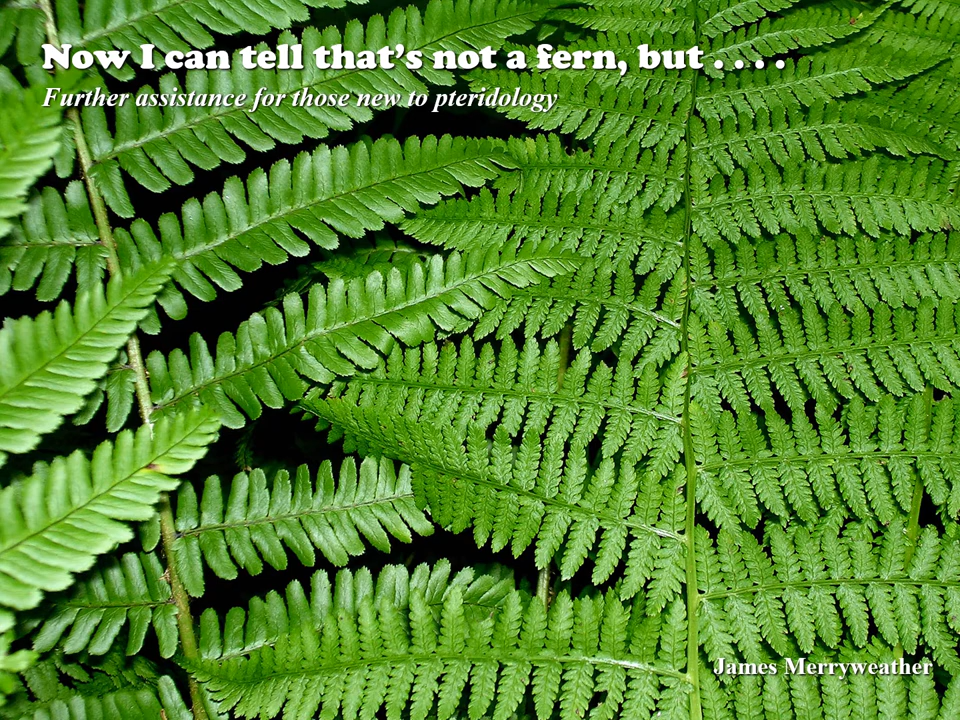 Now I can tell that’s not a fern, but . . . .
Further assistance for those new to pteridology
James Merryweather